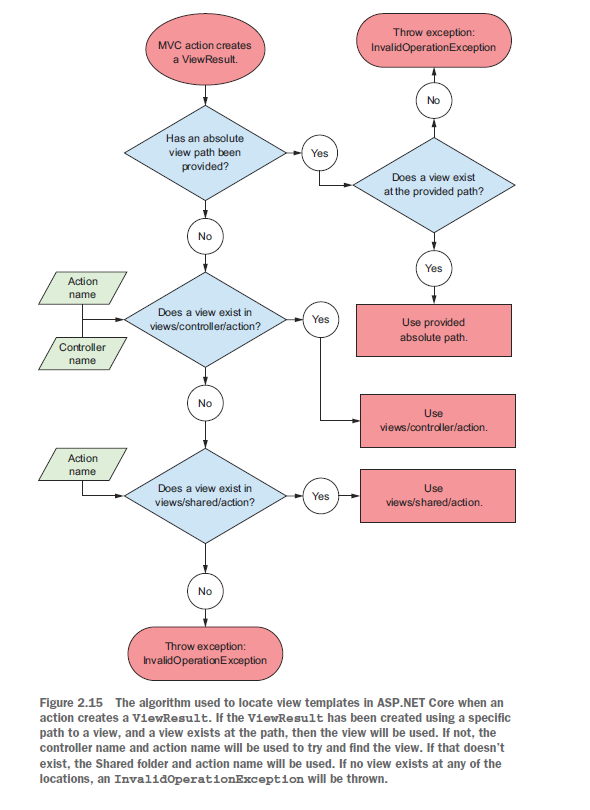 MVC action creates
a ViewResult.
Throw exception:
InvalidOperationException
No
Has an absolute
view path been
provided?
Yes
Does a view exist
at the provided path?
No
Yes
Action
name
Does a view exist in
views/controller/action?
Yes
Use provided
absolute path.
Controller
name
No
Use
views/controller/action.
Action
name
Does a view exist in
views/shared/action?
Yes
Use
views/shared/action.
No
Throw exception:
InvalidOperationException
Figure 2.15 The algorithm used to locate view templates in ASP.NET Core when an
action creates a ViewResult. If the ViewResult has been created using a specific
path to a view, and a view exists at the path, then the view will be used. If not, the
controller name and action name will be used to try and find the view. If that doesn't
exist, the Shared folder and action name will be used. If no view exists at any of the
locations, an InvalidOperationException will be thrown.